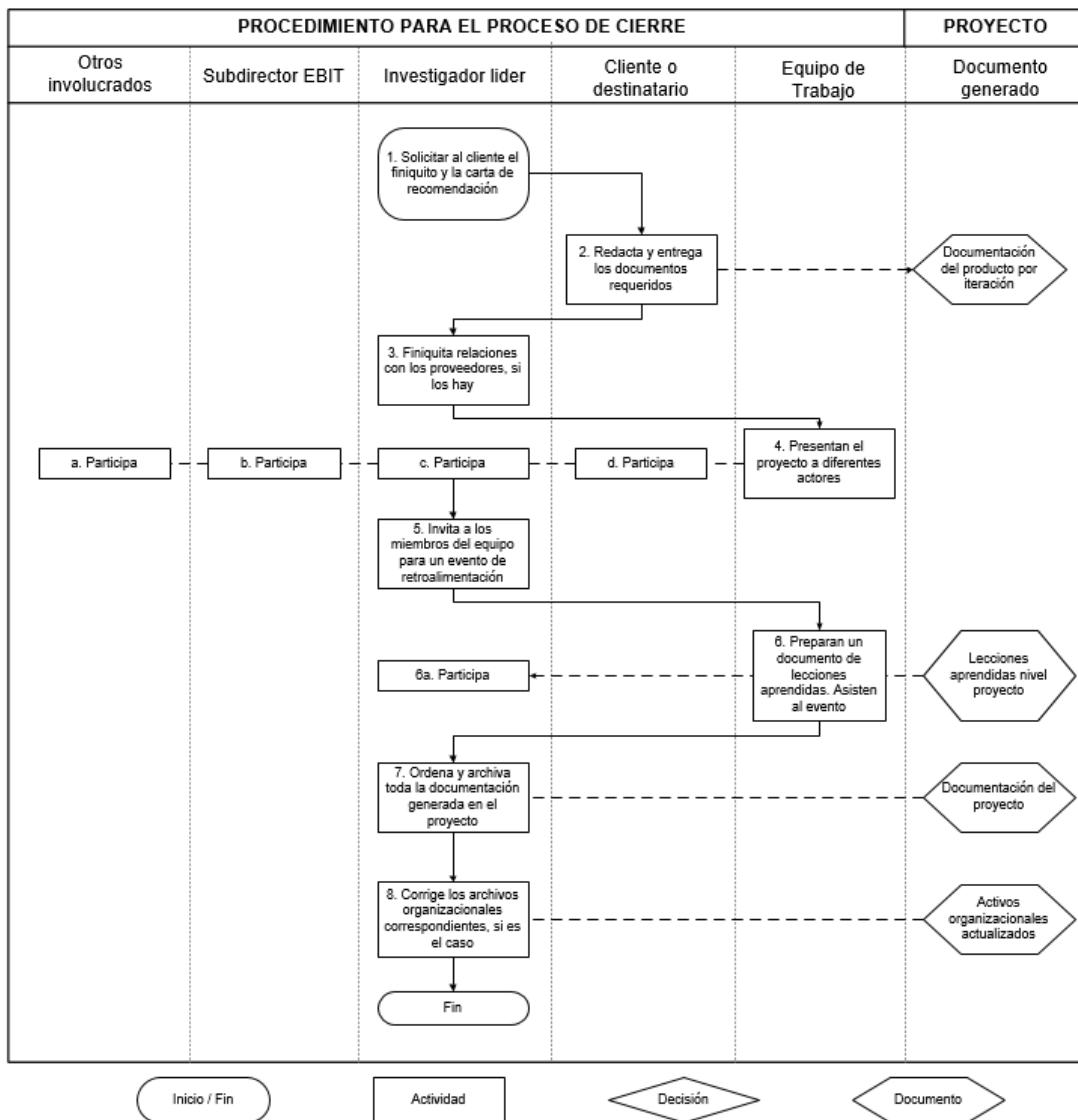 PROCEDIMIENTO PARA EL PROCESO DE CIERRE
PROYECTO
Otros
involucrados
Subdirector EBIT
Investigador lider
Cliente o
destinatario
Equipo de
Trabajo
Documento
generado
1. Solicitar al cliente el
finiquito y la carta de
recomendación
2. Redacta y entrega
los documentos
requeridos
Documentación
del producto por
iteración
3. Finiquita relaciones
con los proveedores, si
los hay
a. Participa
b. Participa
c. Participa
d. Participa
4. Presentan el
proyecto a diferentes
actores
5. Invita a los
miembros del equipo
para un evento de
retroalimentación
6a. Participa
6. Preparan un
documento de
lecciones
aprendidas. Asisten
al evento
Lecciones
aprendidas nivel
proyecto
7. Ordena y archiva
toda la documentación
generada en el
proyecto
Documentación del
proyecto
8. Corrige los archivos
organizacionales
correspondientes, si es
el caso
Activos
organizacionales
actualizados
Fin
Inicio / Fin
Actividad
Decisión
Documento